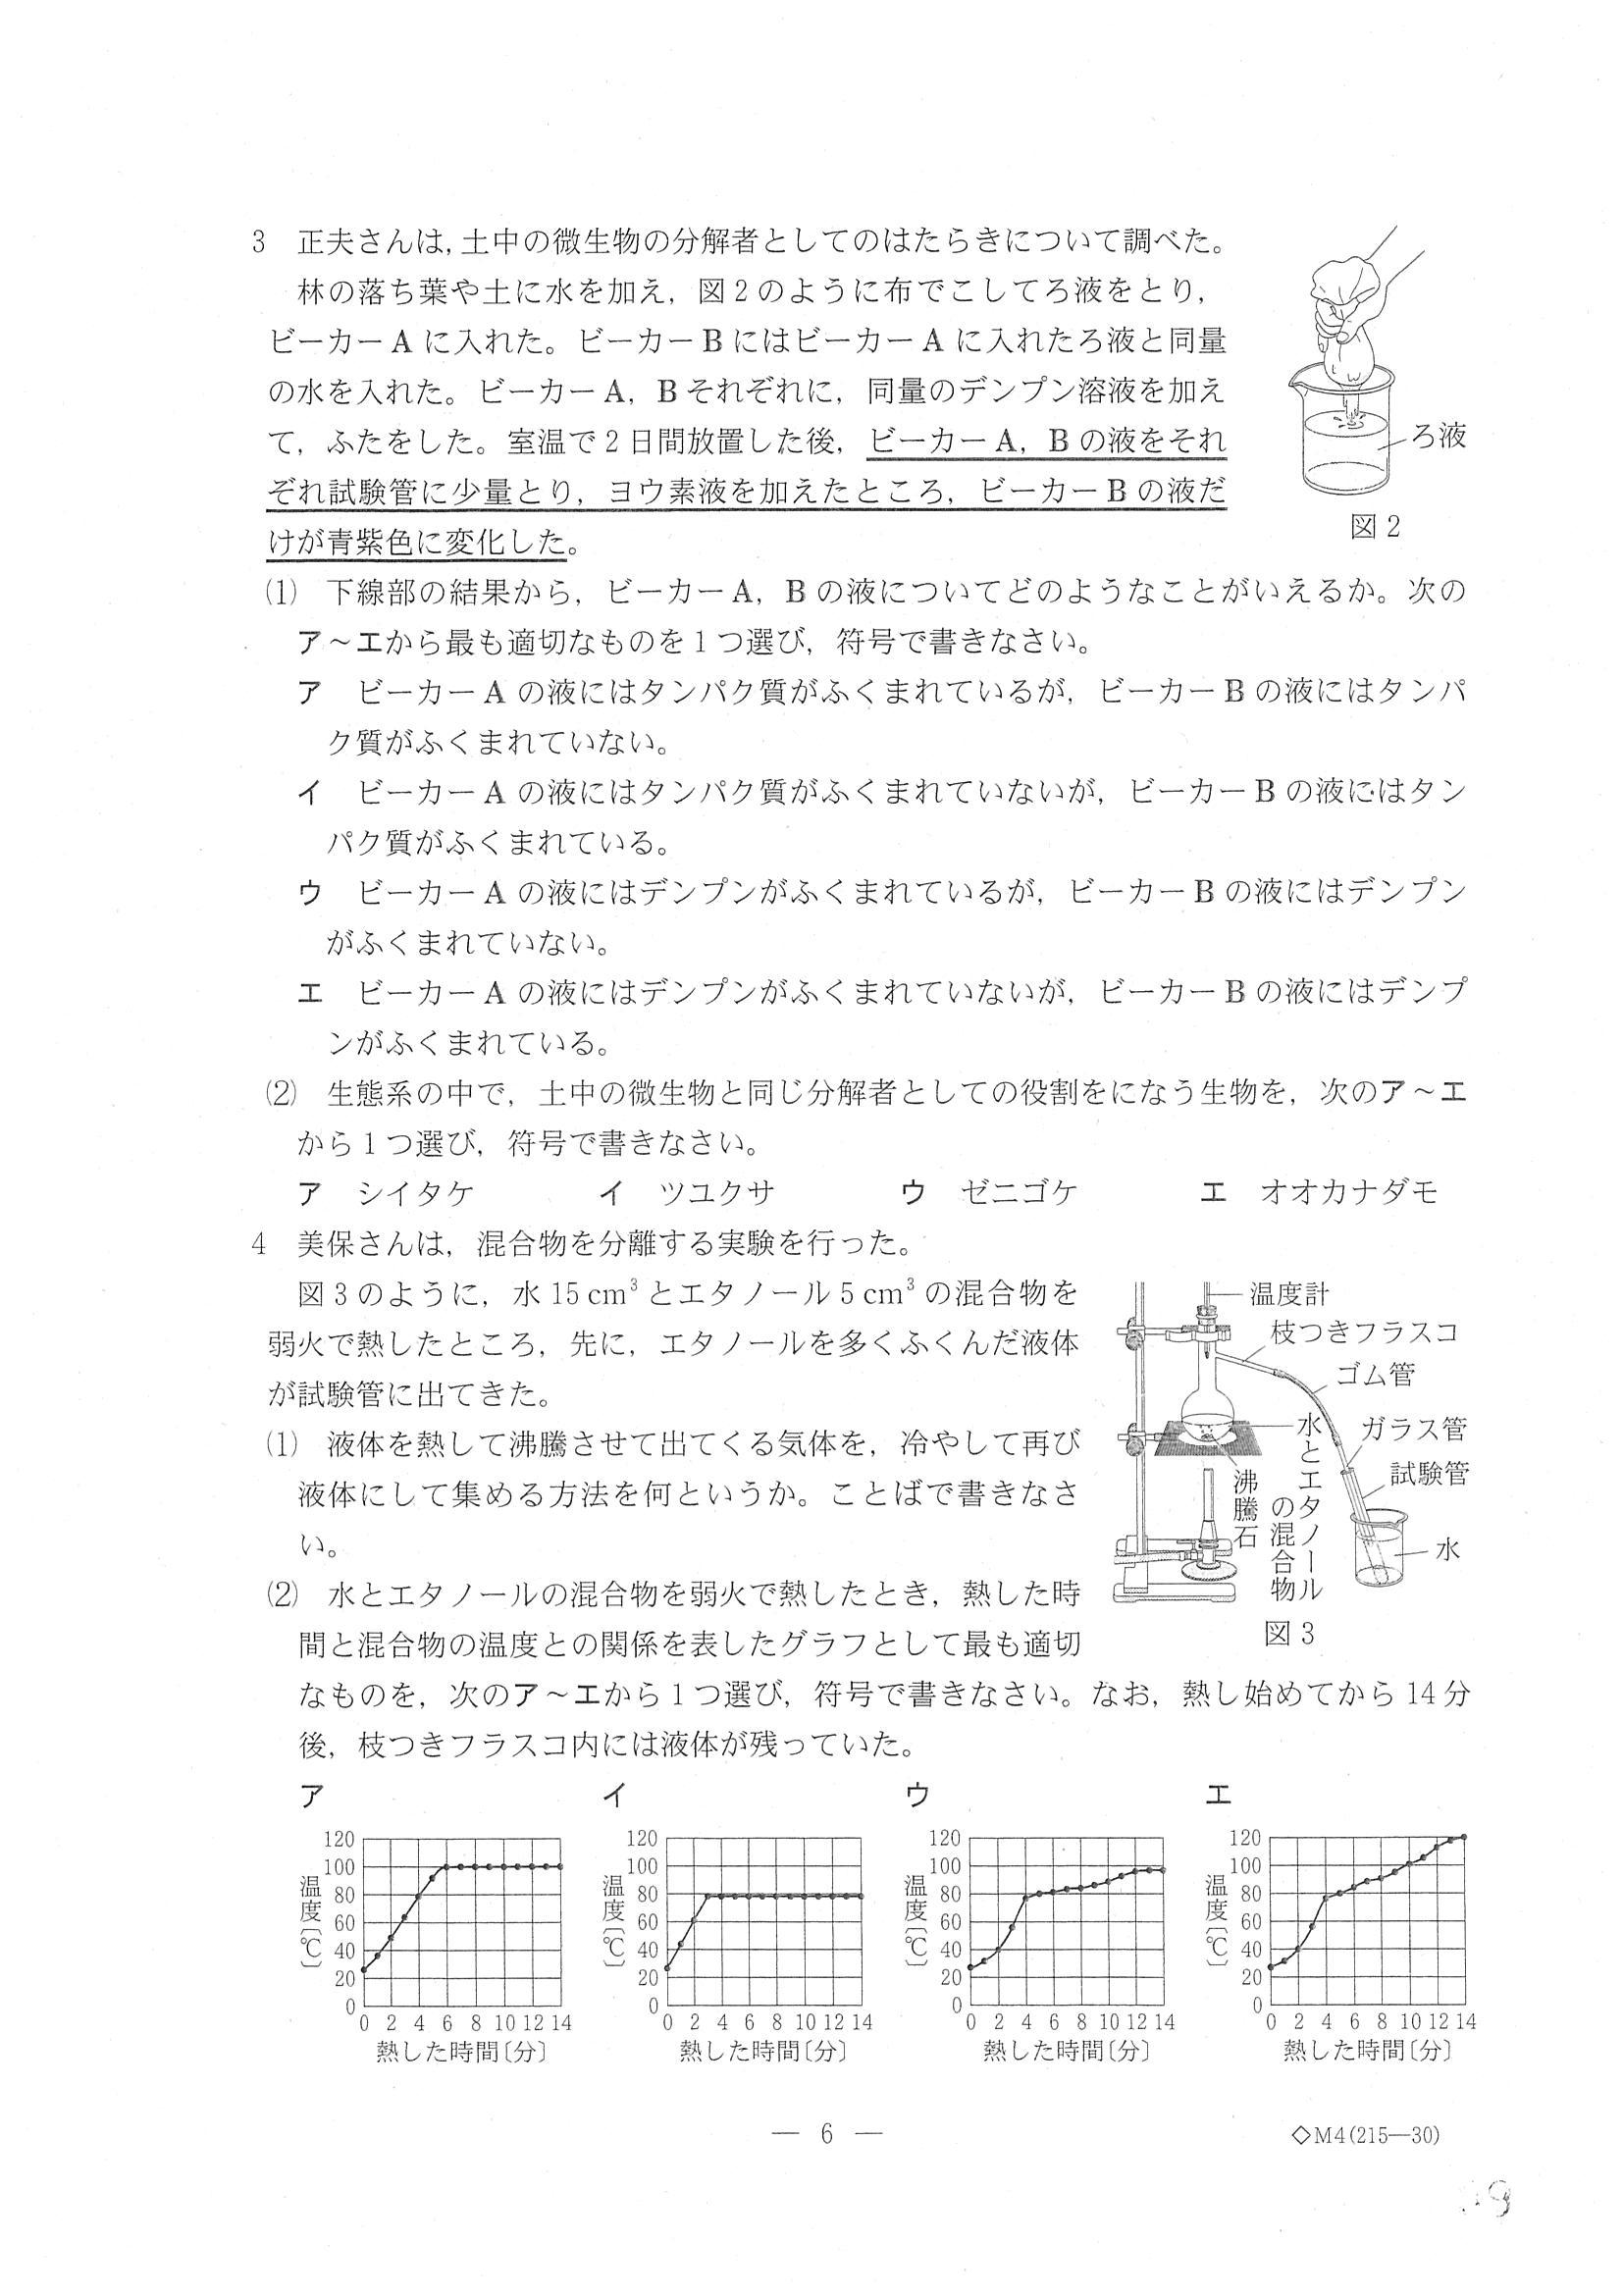 3 正夫さんは，土中の微生物の分解者としてのはたらきについて調べた。
林の落ち葉や土に水を加え，図2のように布でこしてろ液をとり，
ビーカーAに入れた。ビーカーBにはビーカーAに入れたろ液と同量
の水を入れた。ビーカーA，Bそれぞれに，同量のデンプン溶液を加え
て，ふたをした。室温で2日間放置した後，ビーカーA，Bの液をそれ
ぞれ試験管に少量とり，ヨウ素液を加えたところ，ビーカーBの液だ
けが青紫色に変化した。
ろ液
図2
(1) 下線部の結果から，ビーカーA，Bの液についてどのようなことがいえるか。次の
ア～エから最も適切なものを1つ選び，符号で書きなさい。
ア ビーカーAの液にはタンパク質がふくまれているが，ビーカーBの液にはタンパ
ク質がふくまれていない。
イ ビーカーAの液にはタンパク質がふくまれていないが，ビーカーBの液にはタン
パク質がふくまれている。
ウ ビーカーAの液にはデンプンがふくまれているが，ビーカーBの液にはデンプン
がふくまれていない。
エ ビーカーAの液にはデンプンがふくまれていないが，ビーカーBの液にはデンプ
ンがふくまれている。
(2) 生態系の中で，土中の微生物と同じ分解者としての役割をになう生物を，次のア～エ
から1つ選び，符号で書きなさい。
ア シイタケ イ ツユクサ ウ ゼニゴケ エ オオカナダモ
4 美保さんは，混合物を分離する実験を行った。
図3のように，水15cm³とエタノール5cm³の混合物を
弱火で熱したところ，先に，エタノールを多くふくんだ液体
が試験管に出てきた。
(1) 液体を熱して沸騰させて出てくる気体を，冷やして再び
液体にして集める方法を何というか。ことばで書きなさ
い。
(2) 水とエタノールの混合物を弱火で熱したとき，熱した時
間と混合物の温度との関係を表したグラフとして最も適切
なものを，次のア～エから1つ選び，符号で書きなさい。なお，熱し始めてから14分
後，枝つきフラスコ内には液体が残っていた。
温度計
枝つきフラスコ
ゴム管
ガラス管
試験管
水とエタノール
の混合物
沸騰石
水
図3
ア
温度〔℃〕
120
100
80
60
40
20
0
0 2 4 6 8 10 12 14
熱した時間〔分〕
イ
温度〔℃〕
120
100
80
60
40
20
0
0 2 4 6 8 10 12 14
熱した時間〔分〕
ウ
温度〔℃〕
120
100
80
60
40
20
0
0 2 4 6 8 10 12 14
熱した時間〔分〕
エ
温度〔℃〕
120
100
80
60
40
20
0
0 2 4 6 8 10 12 14
熱した時間〔分〕
— 6 —
◇M4(215—30)